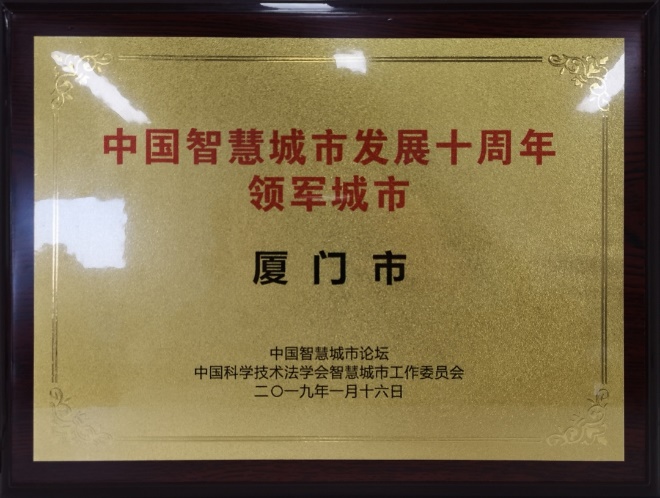 中国智慧城市发展十周年
领军城市
厦门市
中国智慧城市论坛
中国科学技术法学会智慧城市工作委员会
二〇一九年一月十六日